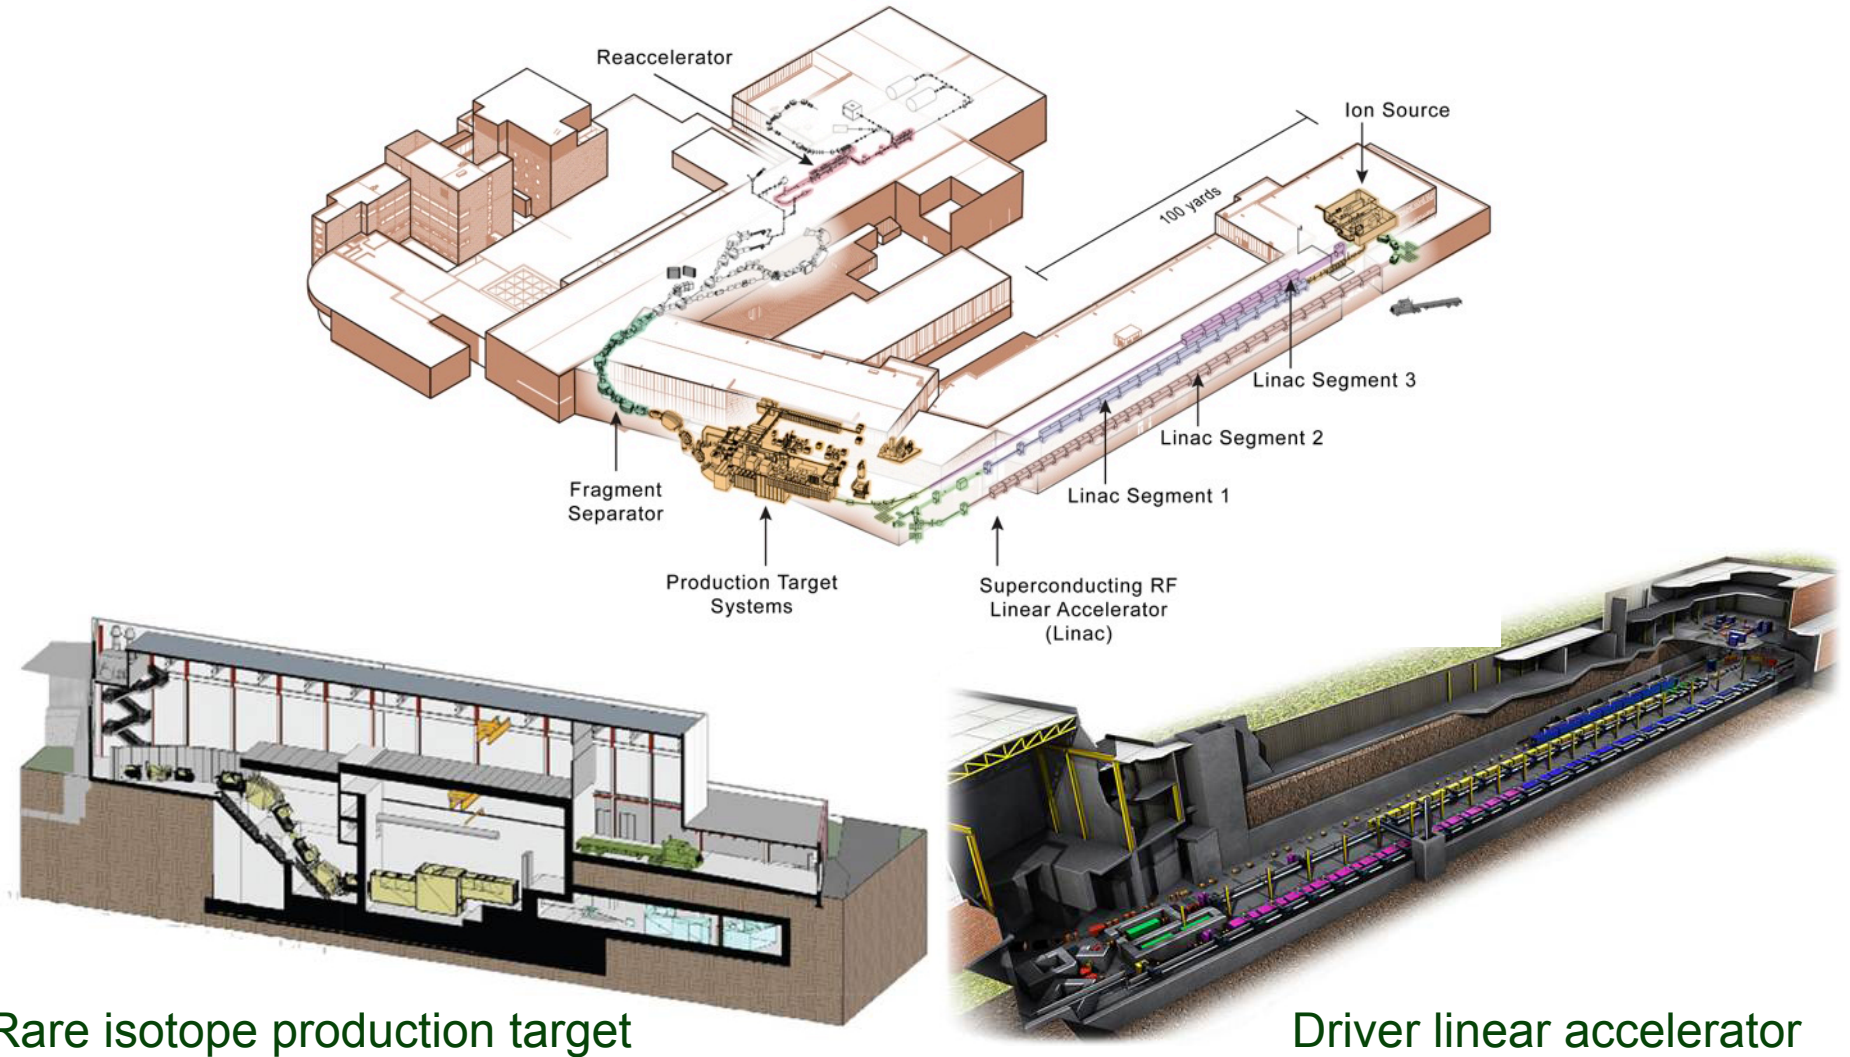 Reaccelerator
Ion Source
100 yards
Linac Segment 3
Linac Segment 2
Linac Segment 1
Fragment
Separator
Production Target
Systems
Superconducting RF
Linear Accelerator
(Linac)
Rare isotope production target
Driver linear accelerator